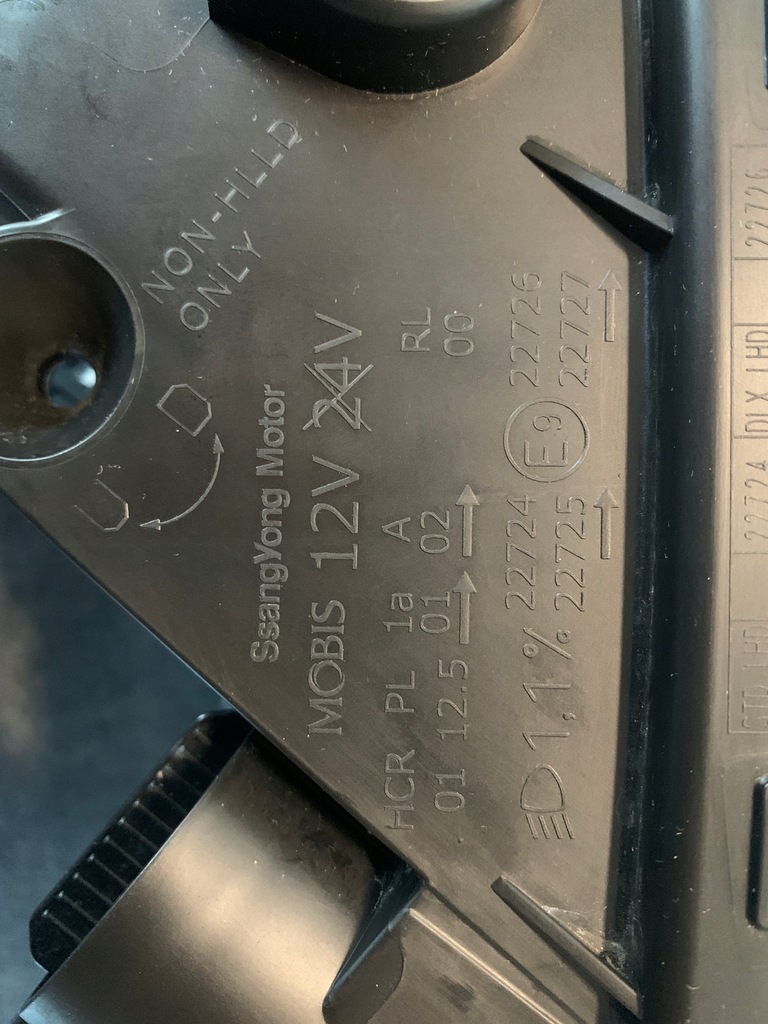 NON-HLLD
ONLY
U D
SsangYong Motor
MOBIS 12V 24V
HCR PL 1a A RL
01 12.5 01 02 00
1,1% 22724 E9 22726
22725 22727
STD LHD 22724 DLX LHD 22726